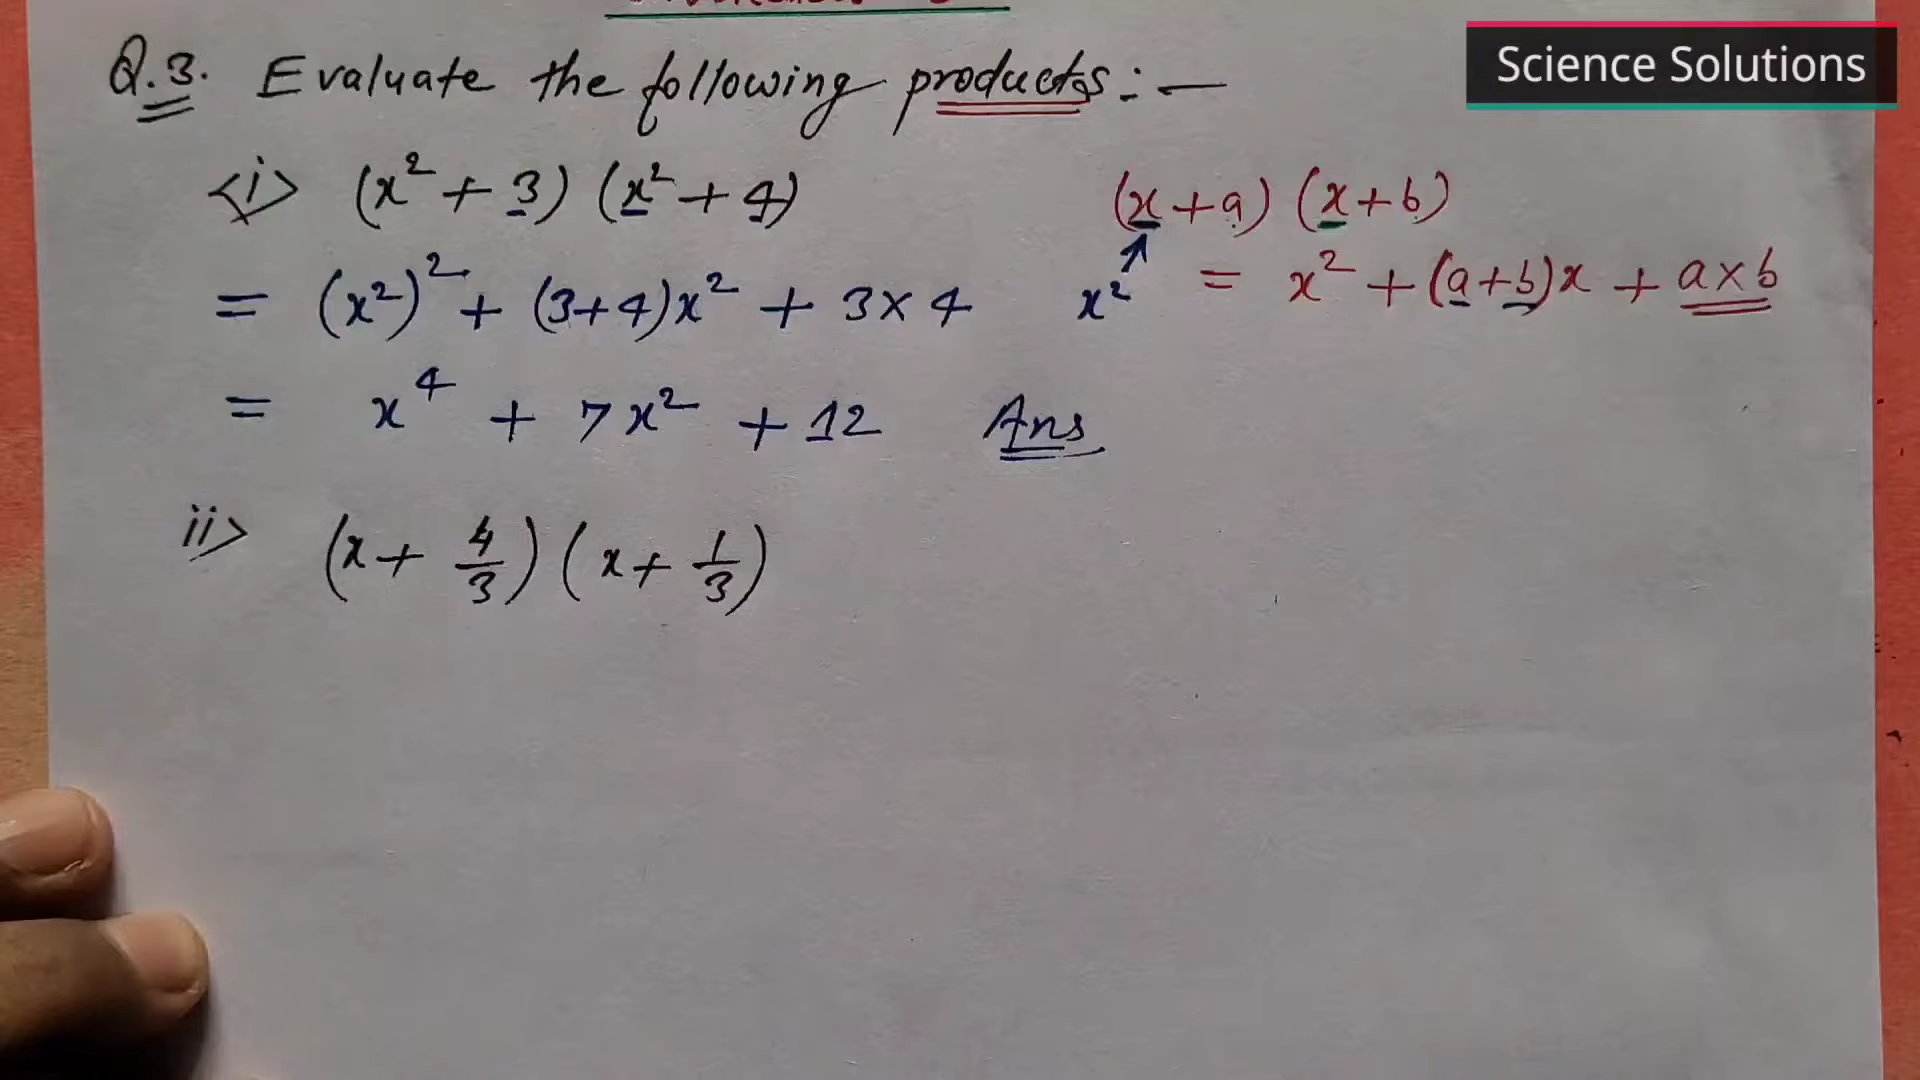 Science Solutions
Q.3. Evaluate the following products:—
<i> (x² + 3) (x² + 4)
(x+a) (x+b)
= (x²)² + (3+4)x² + 3×4
x² = x² + (a+b)x + a×b
= x⁴ + 7x² + 12 Ans
ii> (x + 4/3) (x + 1/3)